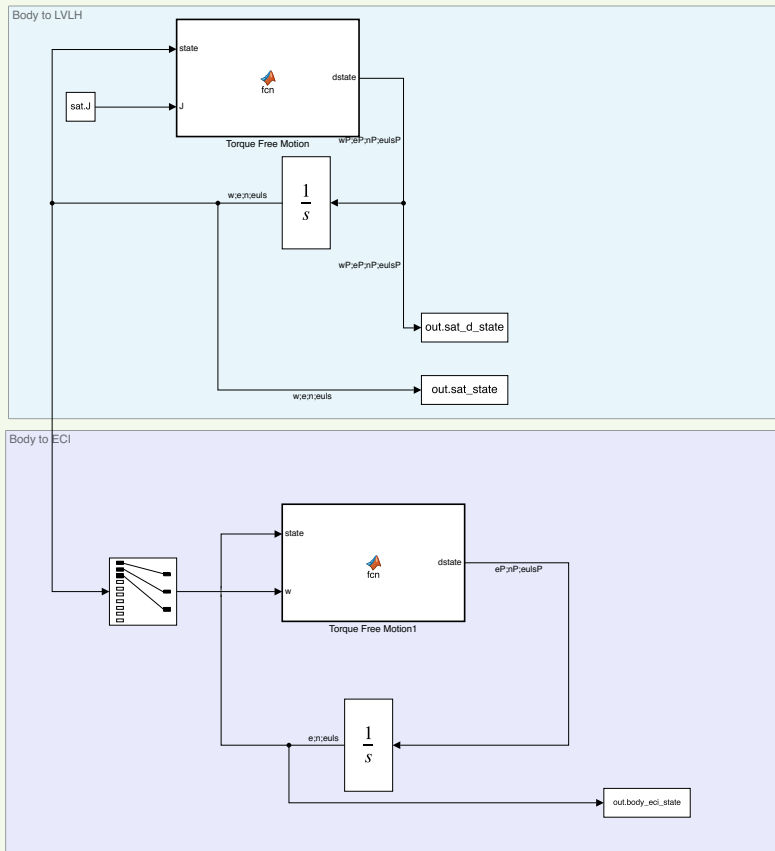 Body to LVLH
state
dstate
fcn
sat.J
J
Torque Free Motion
wP;eP;nP;eulsP
w;e;n;euls
1
s
wP;eP;nP;eulsP
out.sat_d_state
out.sat_state
w;e;n;euls
Body to ECI
state
dstate
fcn
eP;nP;eulsP
w
Torque Free Motion1
e;n;euls
1
s
out.body_eci_state